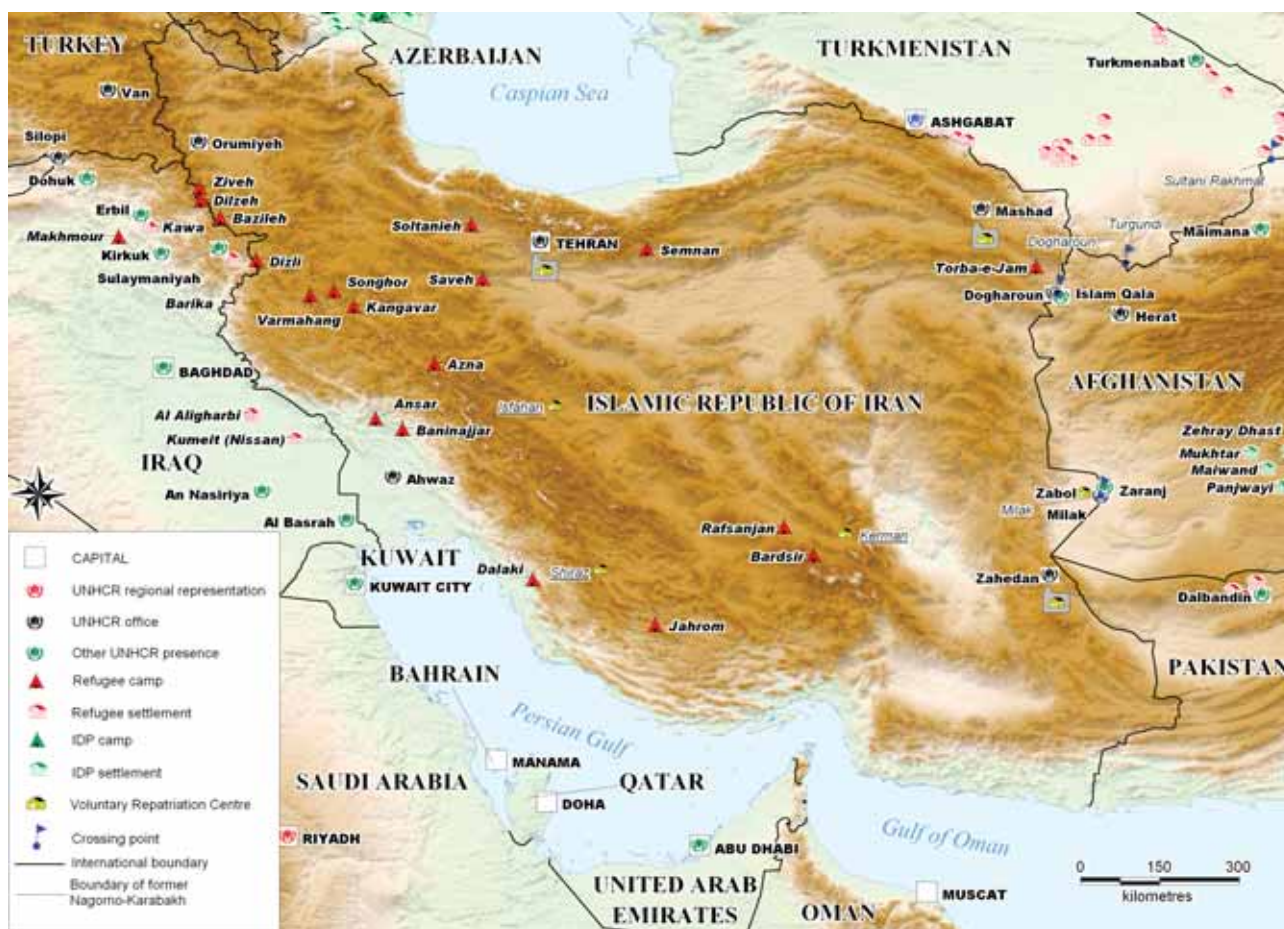 TURKEY
AZERBAIJAN
TURKMENISTAN
Caspian Sea
Turkmenabat
Van
ASHGABAT
Silopi
Orumiyeh
Dohuk
Ziveh
Dilzeh
Sultani Rakhmat
Erbil
Kawa
Bazileh
Soltanieh
Mashad
Turgundi
Maimana
Makhmour
TEHRAN
Semnan
Dogharoun
Kirkuk
Dizli
Torba-e-Jam
Sulaymaniyah
Songhor
Saveh
Dogharoun
Islam Qala
Barika
Varmahang
Kangavar
Herat
BAGHDAD
Azna
AFGHANISTAN
Al Aligharbi
Ansar
Isfahan
ISLAMIC REPUBLIC OF IRAN
Kumeit (Nissan)
Baninajjar
Zehray Dhast
Mukhtar
IRAQ
Ahwaz
Maiwand
An Nasiriya
Zabol
Zaranj
Panjwayi
Al Basrah
Milak
Milak
Rafsanjan
Kerman
KUWAIT
Bardsir
KUWAIT CITY
Dalaki
Shiraz
Zahedan
Dalbandin
Jahrom
BAHRAIN
PAKISTAN
Persian Gulf
MANAMA
SAUDI ARABIA
QATAR
DOHA
RIYADH
ABU DHABI
Gulf of Oman
UNITED ARAB
EMIRATES
OMAN
MUSCAT
0 150 300
kilometres
CAPITAL
UNHCR regional representation
UNHCR office
Other UNHCR presence
Refugee camp
Refugee settlement
IDP camp
IDP settlement
Voluntary Repatriation Centre
Crossing point
International boundary
Boundary of former
Nagorno-Karabakh